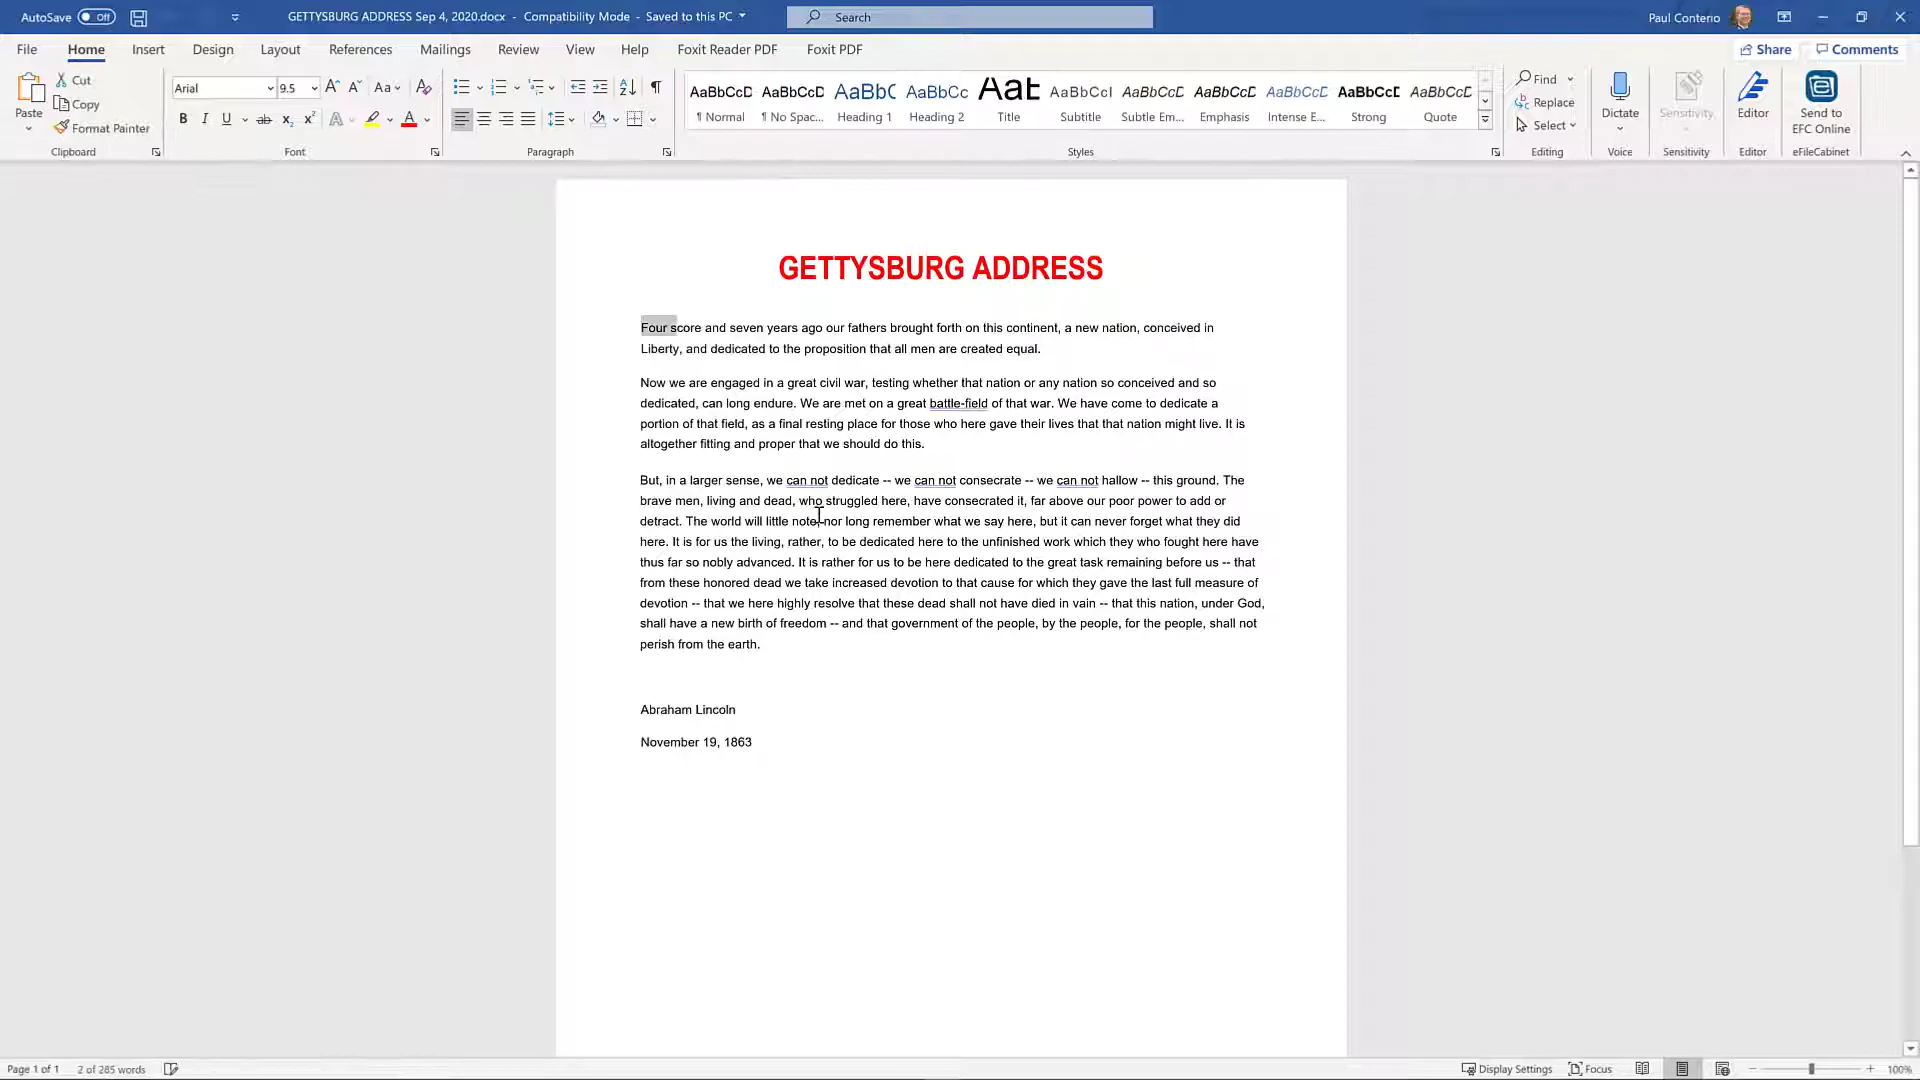 AutoSave Off GETTYSBURG ADDRESS Sep 4, 2020.docx - Compatibility Mode - Saved to this PC Search Paul Conterio
File Home Insert Design Layout References Mailings Review View Help Foxit Reader PDF Foxit PDF Share Comments
Paste Cut Copy Format Painter
Clipboard
Arial 9.5 Aa
B I U ab x₂ x² A A
Font
Paragraph
AaBbCcD AaBbCcD AaBbC AaBbCc AaB AaBbCcI AaBbCcD AaBbCcD AaBbCcD AaBbCcD AaBbCcD
¶ Normal ¶ No Spac... Heading 1 Heading 2 Title Subtitle Subtle Em... Emphasis Intense E... Strong Quote
Styles
Find
Replace
Select
Editing
Dictate
Voice
Sensitivity
Sensitivity
Editor
Editor
Send to
EFC Online
eFileCabinet
GETTYSBURG ADDRESS
Four score and seven years ago our fathers brought forth on this continent, a new nation, conceived in
Liberty, and dedicated to the proposition that all men are created equal.
Now we are engaged in a great civil war, testing whether that nation or any nation so conceived and so
dedicated, can long endure. We are met on a great battle-field of that war. We have come to dedicate a
portion of that field, as a final resting place for those who here gave their lives that that nation might live. It is
altogether fitting and proper that we should do this.
But, in a larger sense, we can not dedicate -- we can not consecrate -- we can not hallow -- this ground. The
brave men, living and dead, who struggled here, have consecrated it, far above our poor power to add or
detract. The world will little note, nor long remember what we say here, but it can never forget what they did
here. It is for us the living, rather, to be dedicated here to the unfinished work which they who fought here have
thus far so nobly advanced. It is rather for us to be here dedicated to the great task remaining before us -- that
from these honored dead we take increased devotion to that cause for which they gave the last full measure of
devotion -- that we here highly resolve that these dead shall not have died in vain -- that this nation, under God,
shall have a new birth of freedom -- and that government of the people, by the people, for the people, shall not
perish from the earth.
Abraham Lincoln
November 19, 1863
Page 1 of 1 2 of 285 words Display Settings Focus 100%